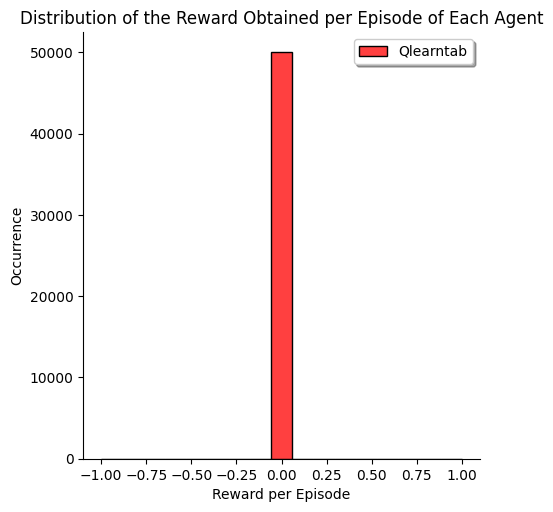 Distribution of the Reward Obtained per Episode of Each Agent
Qlearntab
50000
40000
30000
20000
10000
0
Occurrence
−1.00 −0.75 −0.50 −0.25 0.00 0.25 0.50 0.75 1.00
Reward per Episode